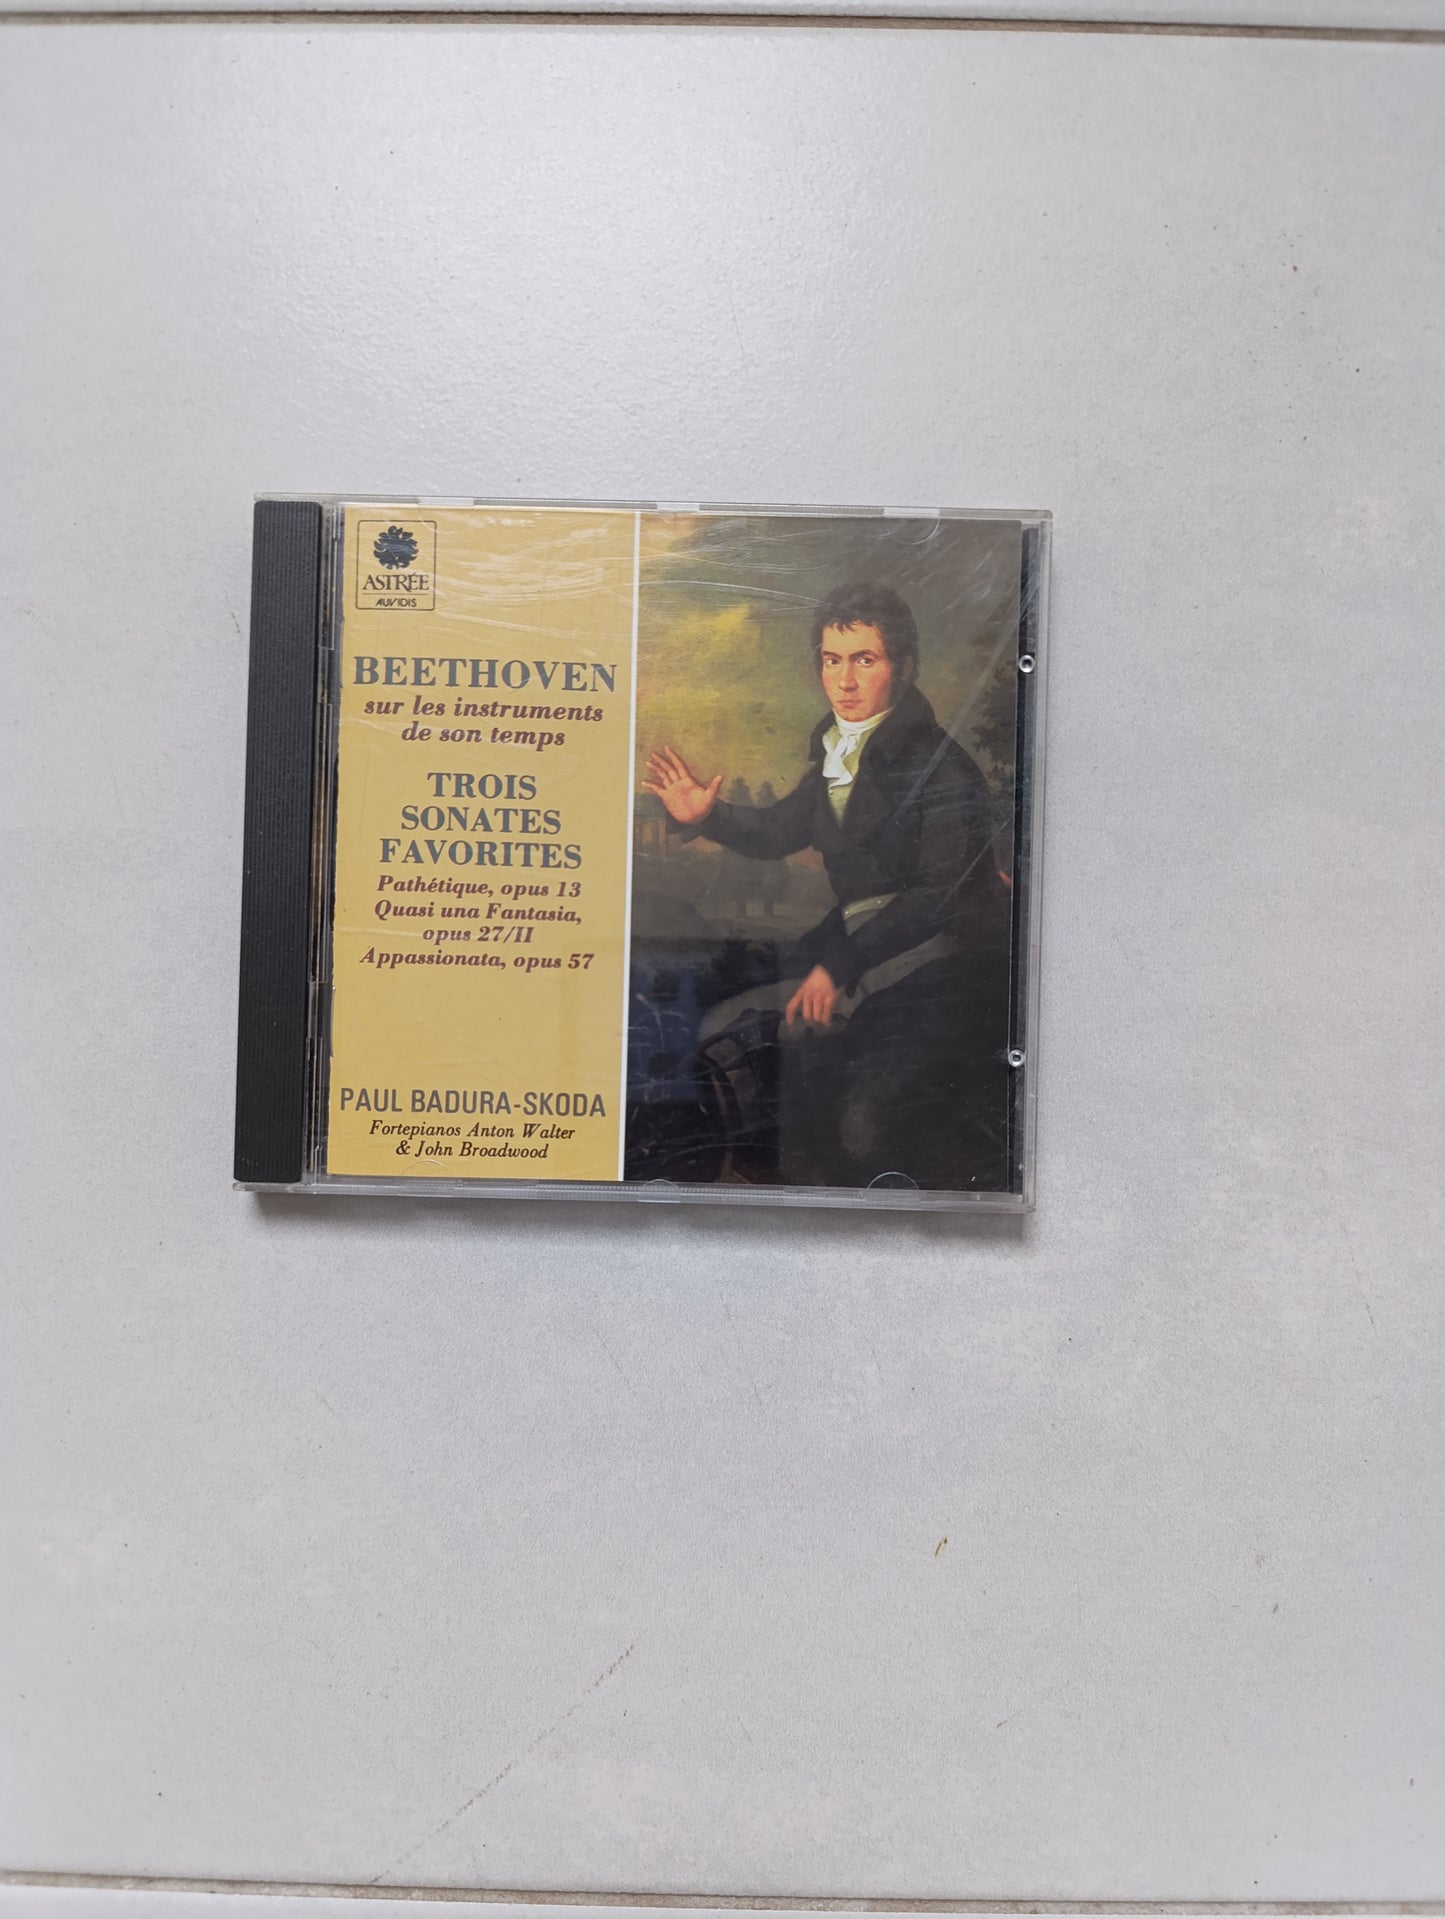 ASTRÉE
AUVIDIS
BEETHOVEN
sur les instruments
de son temps
TROIS
SONATES
FAVORITES
Pathétique, opus 13
Quasi una Fantasia,
opus 27/II
Appassionata, opus 57
PAUL BADURA-SKODA
Fortepianos Anton Walter
& John Broadwood